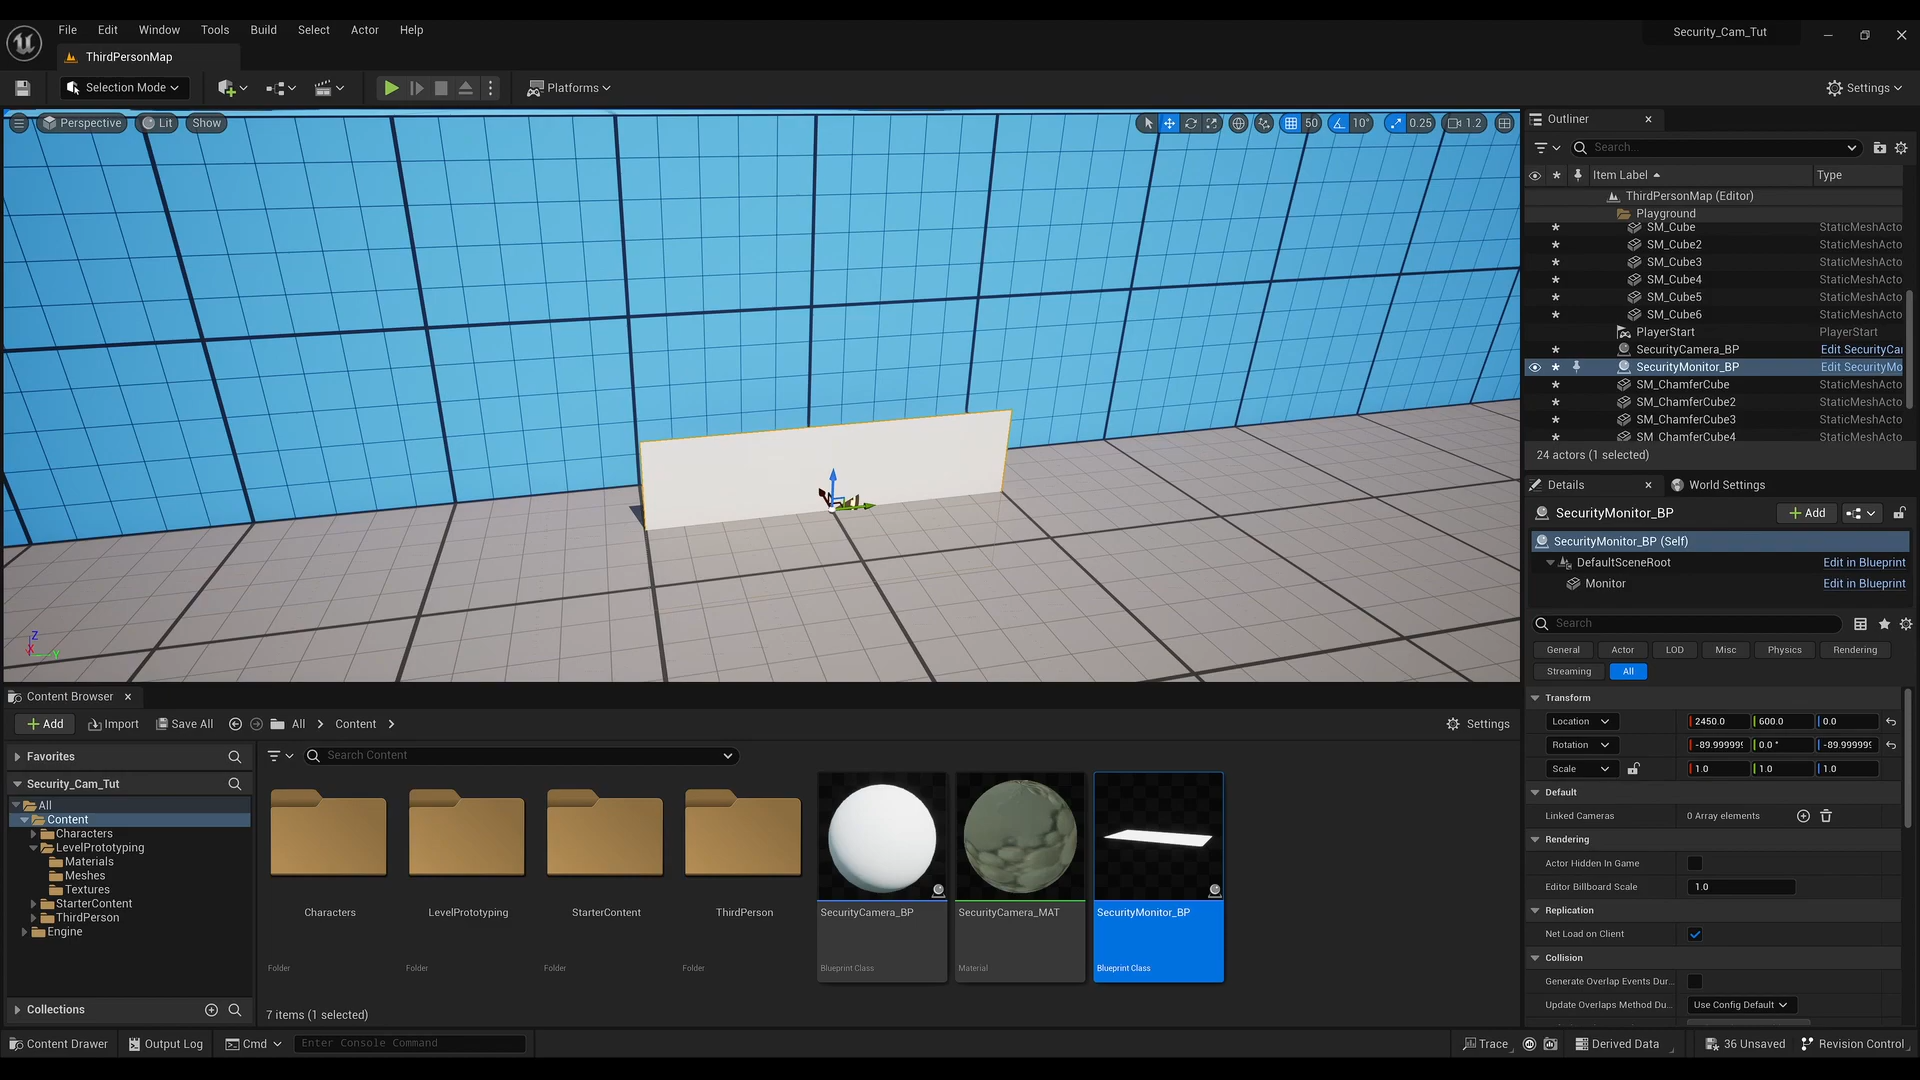 File Edit Window Tools Build Select Actor Help
Security_Cam_Tut
ThirdPersonMap
Selection Mode
Platforms
Settings
Perspective Lit Show
50 10° 0.25 1.2
Z
X
Y
Outliner
Search...
Item Label Type
ThirdPersonMap (Editor)
Playground
SM_Cube StaticMeshActo
SM_Cube2 StaticMeshActo
SM_Cube3 StaticMeshActo
SM_Cube4 StaticMeshActo
SM_Cube5 StaticMeshActo
SM_Cube6 StaticMeshActo
PlayerStart PlayerStart
SecurityCamera_BP Edit SecurityCa
SecurityMonitor_BP Edit SecurityMo
SM_ChamferCube StaticMeshActo
SM_ChamferCube2 StaticMeshActo
SM_ChamferCube3 StaticMeshActo
SM_ChamferCube4 StaticMeshActo
24 actors (1 selected)
Details World Settings
SecurityMonitor_BP Add
SecurityMonitor_BP (Self)
DefaultSceneRoot Edit in Blueprint
Monitor Edit in Blueprint
Search
General Actor LOD Misc Physics Rendering
Streaming All
Transform
Location 2450.0 600.0 0.0
Rotation -89.999999 0.0 ° -89.999999
Scale 1.0 1.0 1.0
Default
Linked Cameras 0 Array elements
Rendering
Actor Hidden In Game
Editor Billboard Scale 1.0
Replication
Net Load on Client
Collision
Generate Overlap Events Dur...
Update Overlaps Method Du... Use Config Default
Content Browser
Add Import Save All All Content Settings
Favorites
Search Content
Security_Cam_Tut
All
Content
Characters
LevelPrototyping
Materials
Meshes
Textures
StarterContent
ThirdPerson
Engine
Collections
Characters LevelPrototyping StarterContent ThirdPerson SecurityCamera_BP SecurityCamera_MAT SecurityMonitor_BP
Folder Folder Folder Folder Blueprint Class Material Blueprint Class
7 items (1 selected)
Content Drawer Output Log Cmd Enter Console Command
Trace Derived Data 36 Unsaved Revision Control